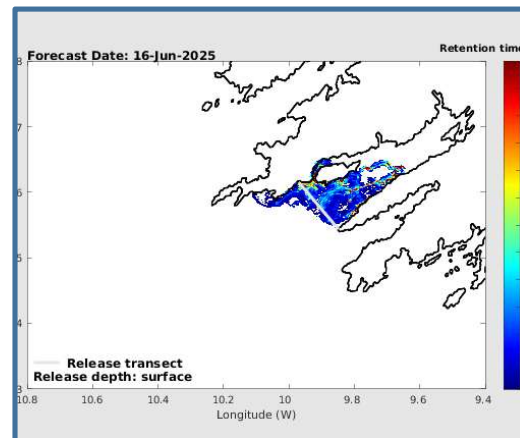 Forecast Date: 16-Jun-2025
Retention time
8
7
6
5
4
3
10.8
10.6
10.4
10.2
10
9.8
9.6
9.4
Release transect
Release depth: surface
Longitude (W)